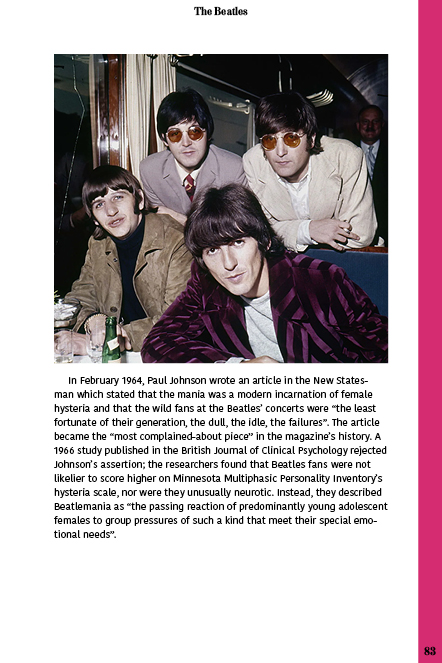 The Beatles
In February 1964, Paul Johnson wrote an article in the New States-
man which stated that the mania was a modern incarnation of female
hysteria and that the wild fans at the Beatles' concerts were “the least
fortunate of their generation, the dull, the idle, the failures”. The article
became the “most complained-about piece” in the magazine's history. A
1966 study published in the British Journal of Clinical Psychology rejected
Johnson's assertion; the researchers found that Beatles fans were not
likelier to score higher on Minnesota Multiphasic Personality Inventory's
hysteria scale, nor were they unusually neurotic. Instead, they described
Beatlemania as “the passing reaction of predominantly young adolescent
females to group pressures of such a kind that meet their special emo-
tional needs”.
83